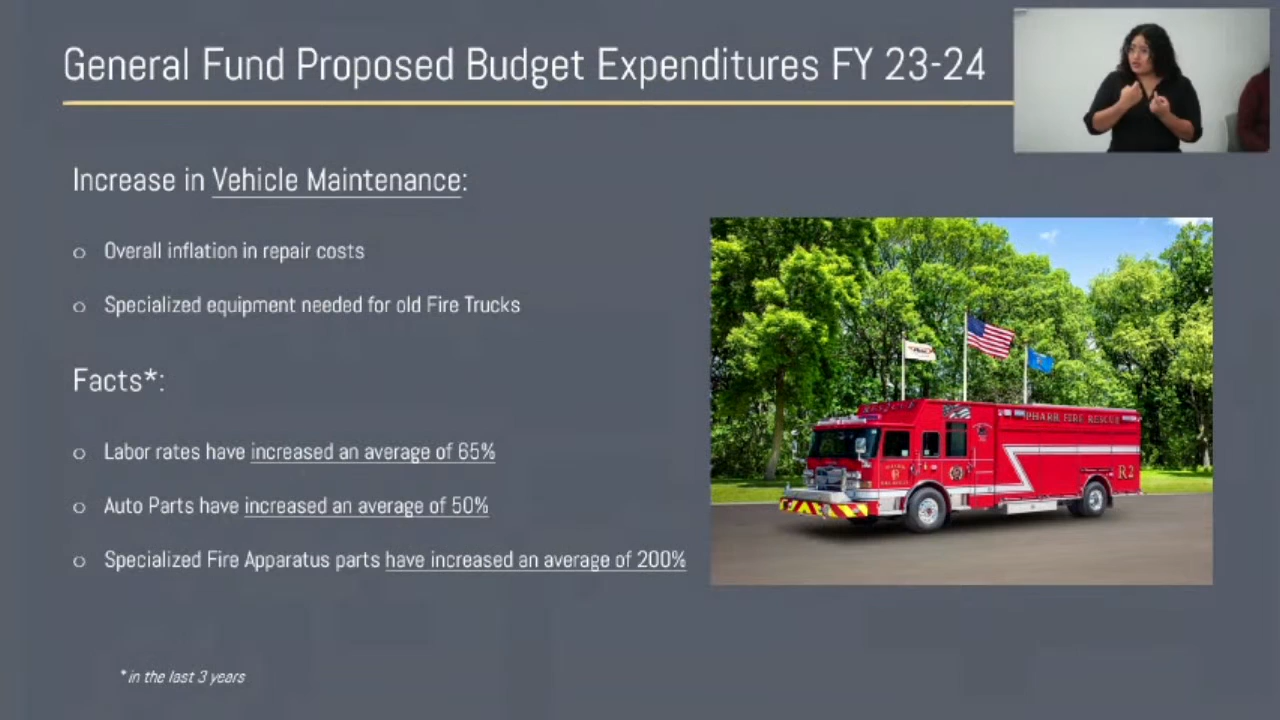 General Fund Proposed Budget Expenditures FY 23-24
Increase in Vehicle Maintenance:
o Overall inflation in repair costs
o Specialized equipment needed for old Fire Trucks
Facts*:
o Labor rates have increased an average of 65%
o Auto Parts have increased an average of 50%
o Specialized Fire Apparatus parts have increased an average of 200%
RESCUE
PHARR FIRE RESCUE
R2
*in the last 3 years